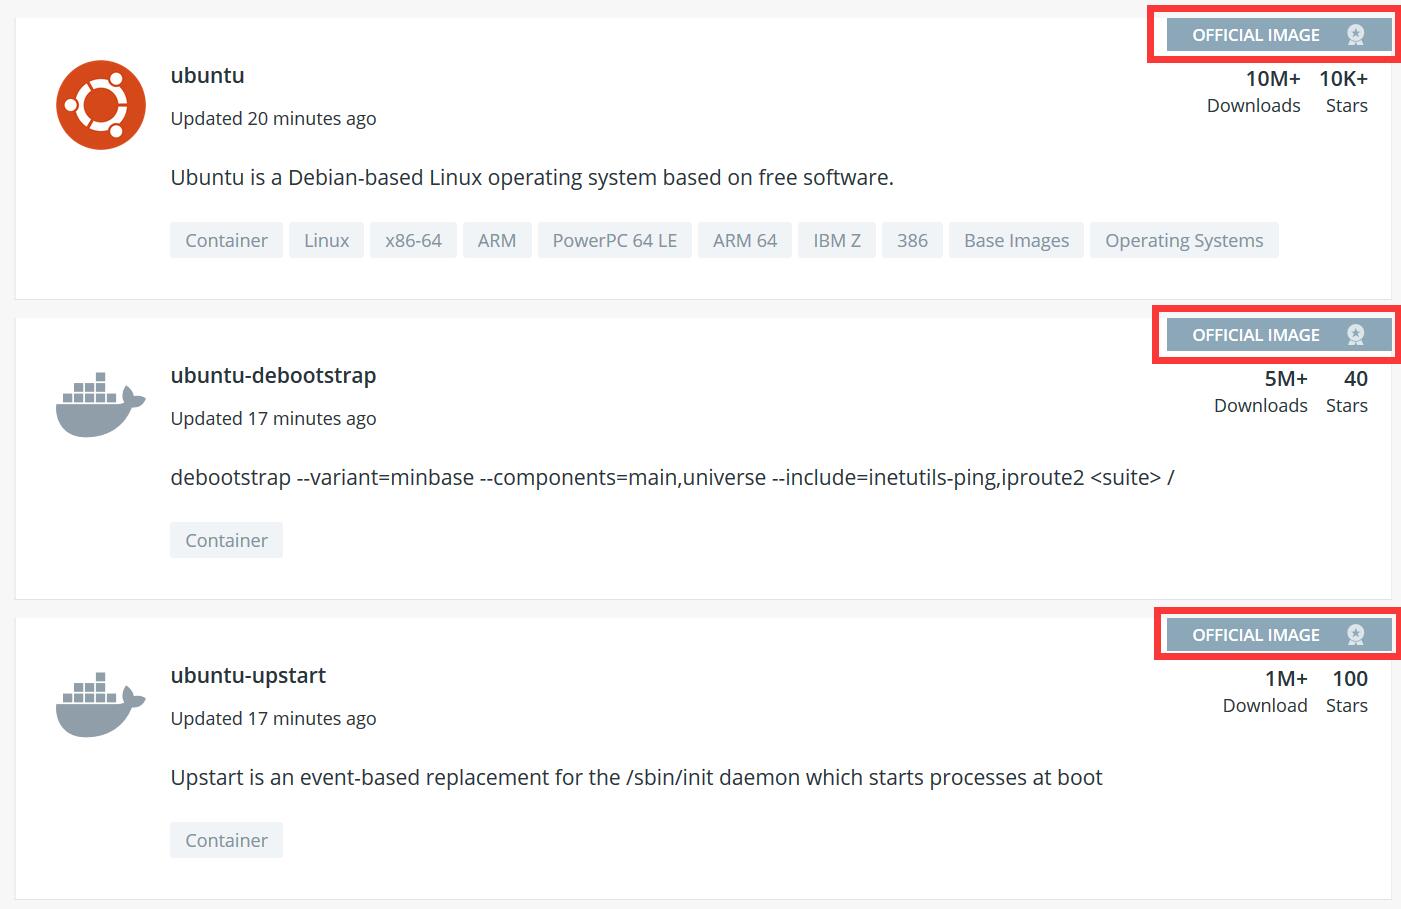 OFFICIAL IMAGE
ubuntu
10M+ 10K+
Updated 20 minutes ago
Downloads Stars
Ubuntu is a Debian-based Linux operating system based on free software.
Container Linux x86-64 ARM PowerPC 64 LE ARM 64 IBM Z 386 Base Images Operating Systems
OFFICIAL IMAGE
ubuntu-debootstrap
5M+ 40
Updated 17 minutes ago
Downloads Stars
debootstrap --variant=minbase --components=main,universe --include=inetutils-ping,iproute2 <suite> /
Container
OFFICIAL IMAGE
ubuntu-upstart
1M+ 100
Updated 17 minutes ago
Download Stars
Upstart is an event-based replacement for the /sbin/init daemon which starts processes at boot
Container